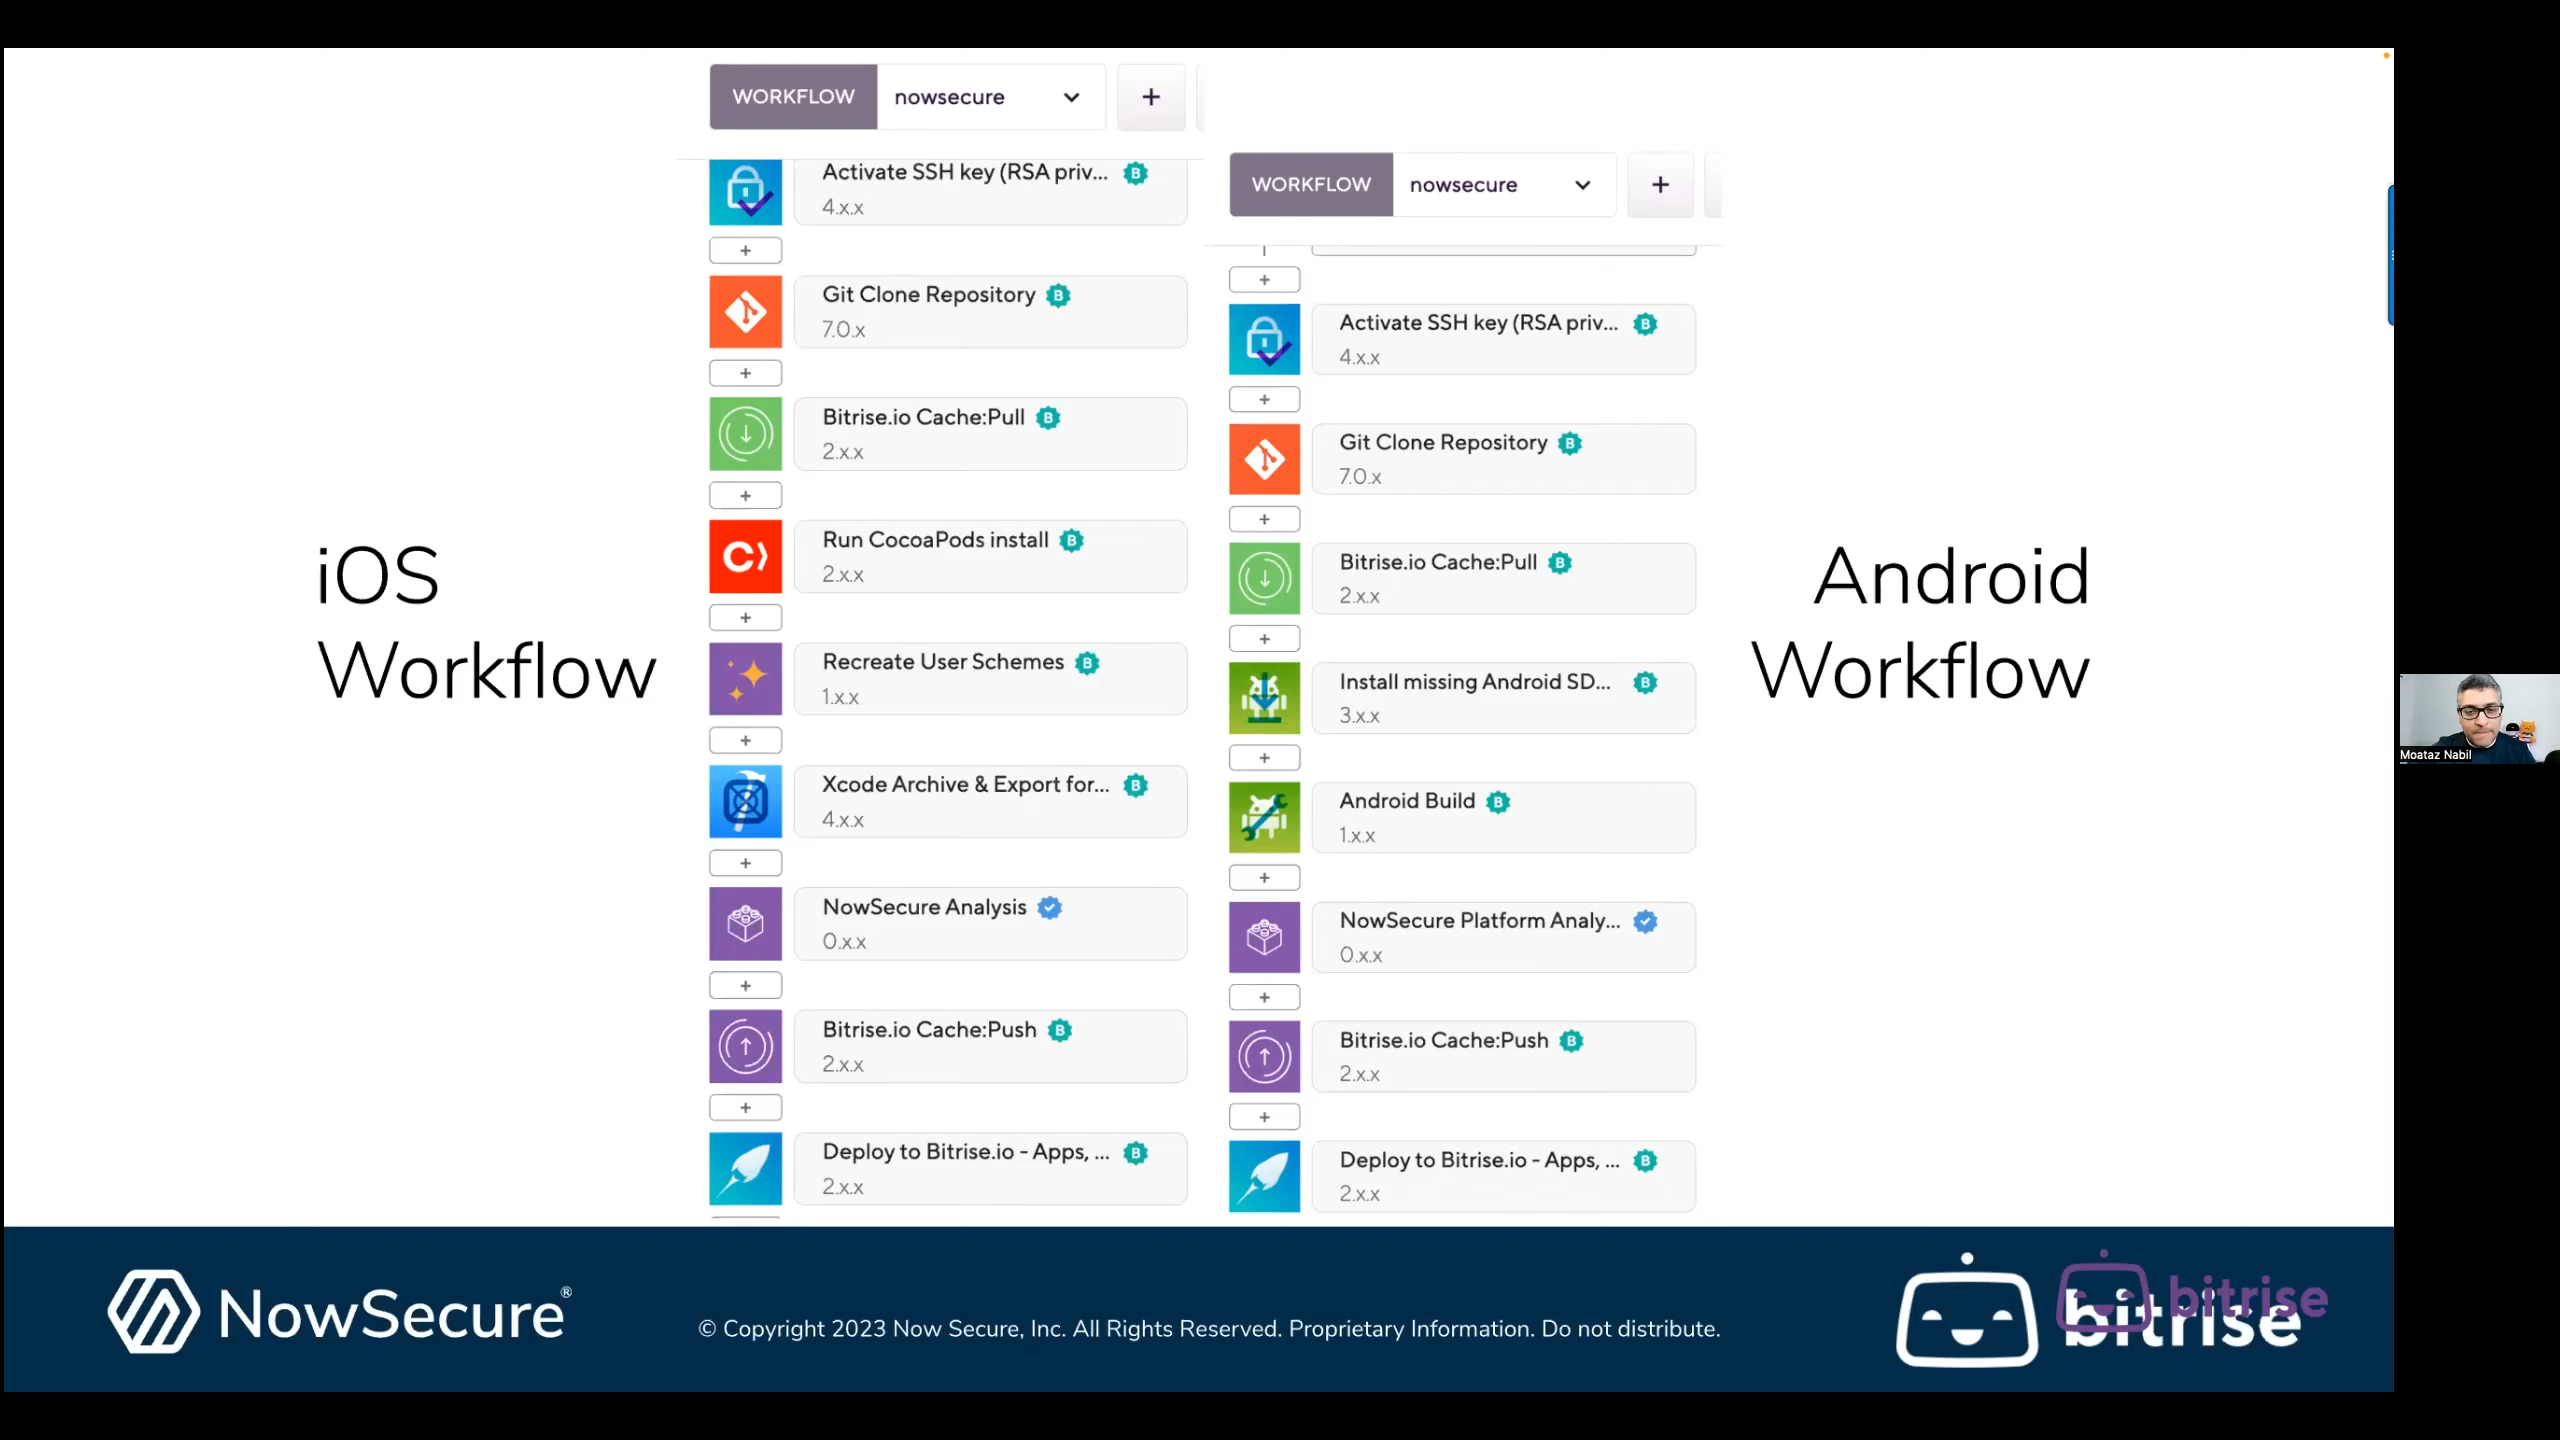 WORKFLOW nowsecure +
Activate SSH key (RSA priv... B
4.x.x
+
Git Clone Repository B
7.0.x
+
Bitrise.io Cache:Pull B
2.x.x
+
Run CocoaPods install B
2.x.x
+
Recreate User Schemes B
1.x.x
+
Xcode Archive & Export for... B
4.x.x
+
NowSecure Analysis
0.x.x
+
Bitrise.io Cache:Push B
2.x.x
+
Deploy to Bitrise.io - Apps, ... B
2.x.x
iOS
Workflow
WORKFLOW nowsecure +
+
Activate SSH key (RSA priv... B
4.x.x
+
Git Clone Repository B
7.0.x
+
Bitrise.io Cache:Pull B
2.x.x
+
Install missing Android SD... B
3.x.x
+
Android Build B
1.x.x
+
NowSecure Platform Analy...
0.x.x
+
Bitrise.io Cache:Push B
2.x.x
+
Deploy to Bitrise.io - Apps, ... B
2.x.x
Android
Workflow
Moataz Nabil
NowSecure®
© Copyright 2023 Now Secure, Inc. All Rights Reserved. Proprietary Information. Do not distribute.
bitrise
bitrise